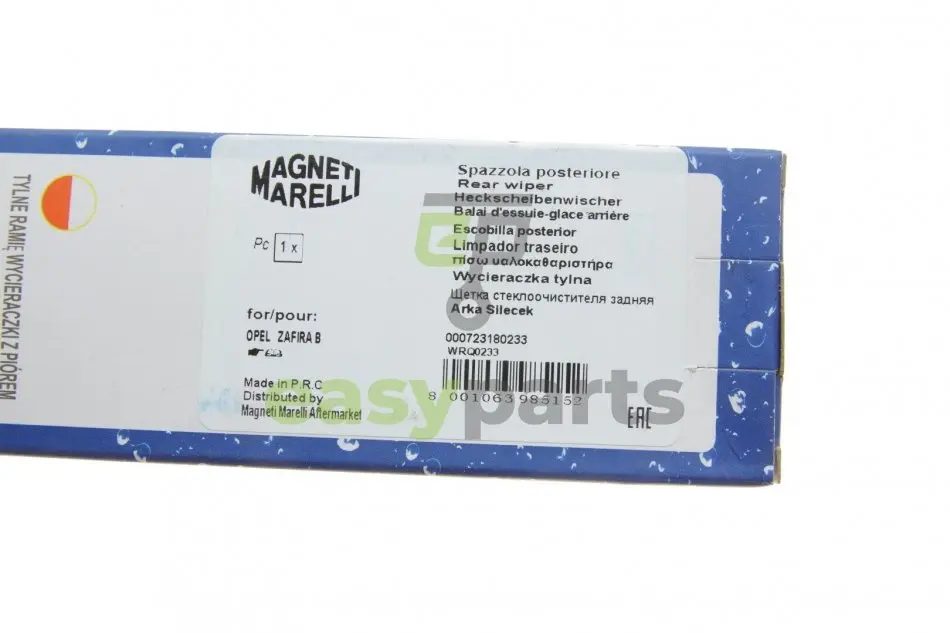 TYLNE RAMIĘ WYCIERACZKI Z PIÓREM
MAGNETI
MARELLI
Pc 1 x
for/pour:
OPEL ZAFIRA B
Made in P.R.C
Distributed by
Magneti Marelli Aftermarket
Spazzola posteriore
Rear wiper
Heckscheibenwischer
Balai d'essuie-glace arrière
Escobilla posterior
Limpador traseiro
πίσω υαλοκαθαριστήρα
Wycieraczka tylna
Щетка стеклоочистителя задняя
Arka Silecek
000723180233
WRQ0233
8 001063 985152
EAC
easyparts